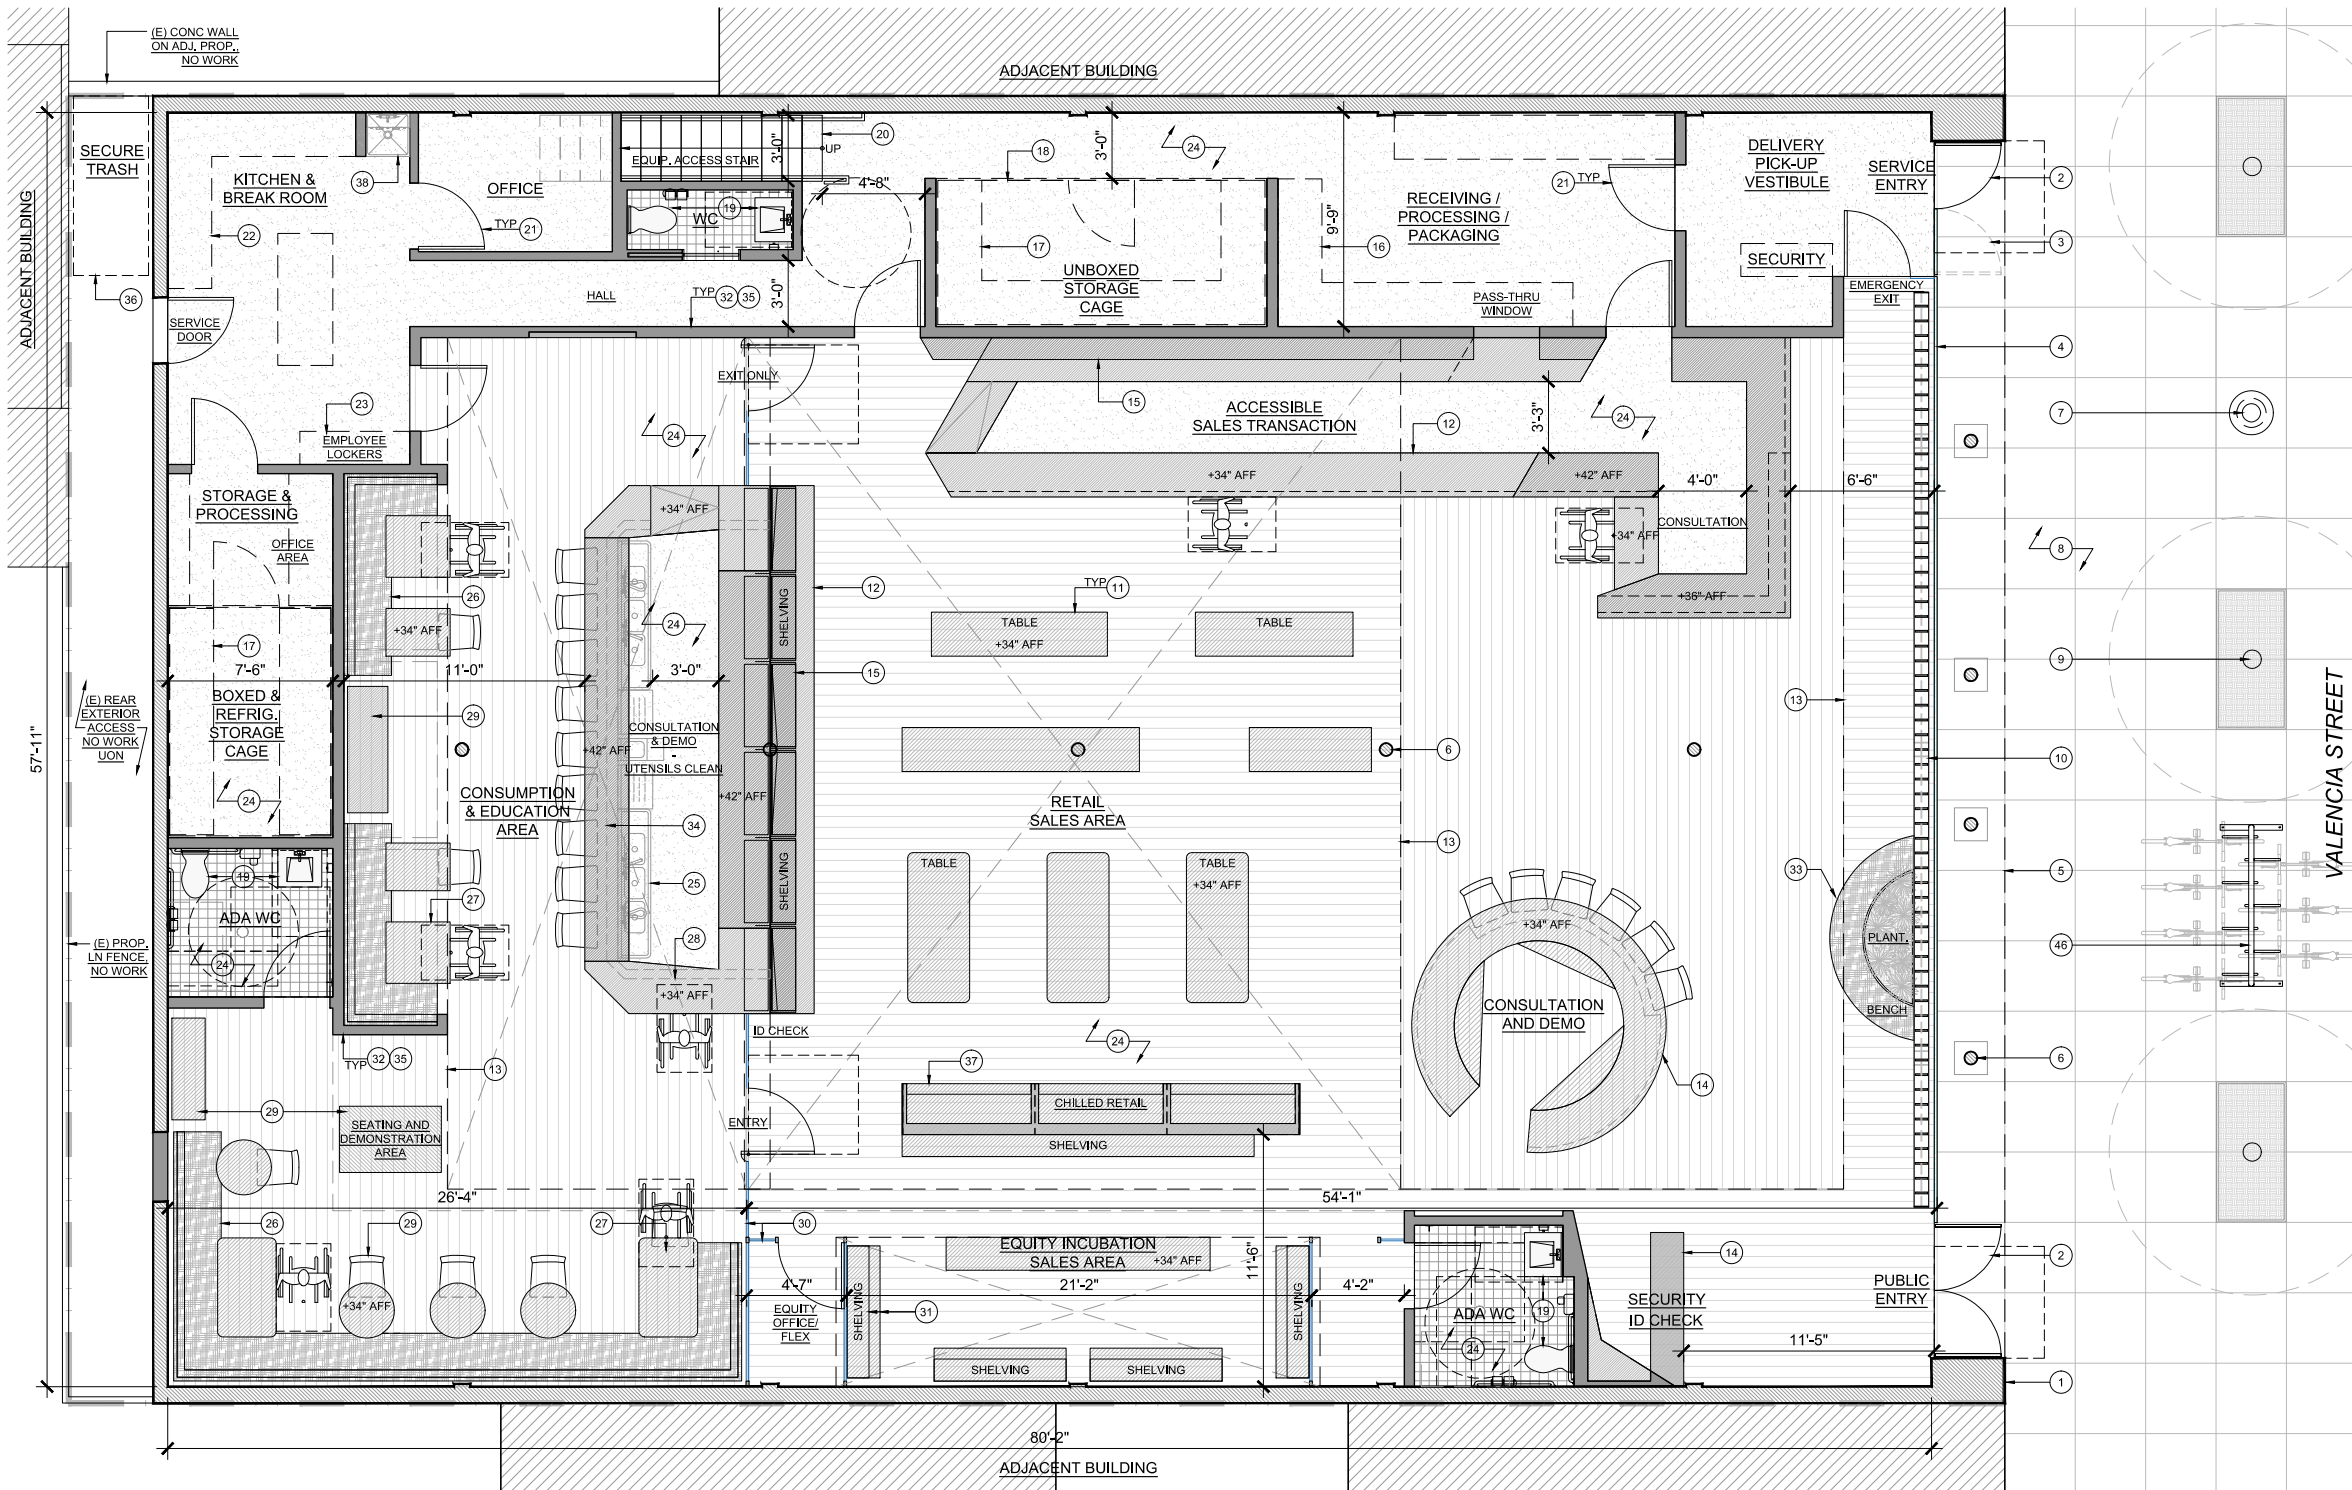 (E) CONC WALL
ON ADJ. PROP.,
NO WORK
ADJACENT BUILDING
SECURE
TRASH
36
ADJACENT BUILDING
KITCHEN &
BREAK ROOM
22
38
OFFICE
TYP 21
EQUIP. ACCESS STAIR
UP
20
3'-0"
4'-8"
WC
19
18
3'-0"
24
17
UNBOXED
STORAGE
CAGE
9'-9"
16
RECEIVING /
PROCESSING /
PACKAGING
21 TYP
PASS-THRU
WINDOW
DELIVERY
PICK-UP
VESTIBULE
SERVICE
ENTRY
SECURITY
EMERGENCY
EXIT
2
3
4
7
SERVICE
DOOR
HALL
TYP 32 35
3'-0"
23
EMPLOYEE
LOCKERS
EXIT ONLY
24
15
ACCESSIBLE
SALES TRANSACTION
12
3'-3"
24
+34" AFF
+42" AFF
4'-0"
6'-6"
CONSULTATION
+34" AFF
+36" AFF
8
STORAGE &
PROCESSING
OFFICE
AREA
17
7'-6"
BOXED &
REFRIG.
STORAGE
CAGE
24
(E) REAR
EXTERIOR
ACCESS
NO WORK
UON
57'-11"
26
+34" AFF
11'-0"
29
CONSUMPTION
& EDUCATION
AREA
+34" AFF
24
3'-0"
CONSULTATION
& DEMO
-
UTENSILS CLEAN
+42" AFF
+42" AFF
34
25
28
+34" AFF
SHELVING
SHELVING
12
15
TYP 11
TABLE
+34" AFF
TABLE
6
13
RETAIL
SALES AREA
13
TABLE
TABLE
+34" AFF
9
10
VALENCIA STREET
5
33
PLANT.
BENCH
46
6
+34" AFF
CONSULTATION
AND DEMO
14
19
ADA WC
24
27
(E) PROP.
LN FENCE,
NO WORK
TYP 32 35
13
ID CHECK
24
37
CHILLED RETAIL
SHELVING
ENTRY
29
SEATING AND
DEMONSTRATION
AREA
26'-4"
54'-1"
26
29
27
30
+34" AFF
4'-7"
EQUITY
OFFICE/
FLEX
SHELVING
31
EQUITY INCUBATION
SALES AREA
+34" AFF
21'-2"
11'-6"
SHELVING
SHELVING
SHELVING
4'-2"
ADA WC
19
24
14
SECURITY
ID CHECK
11'-5"
PUBLIC
ENTRY
2
1
80'-2"
ADJACENT BUILDING